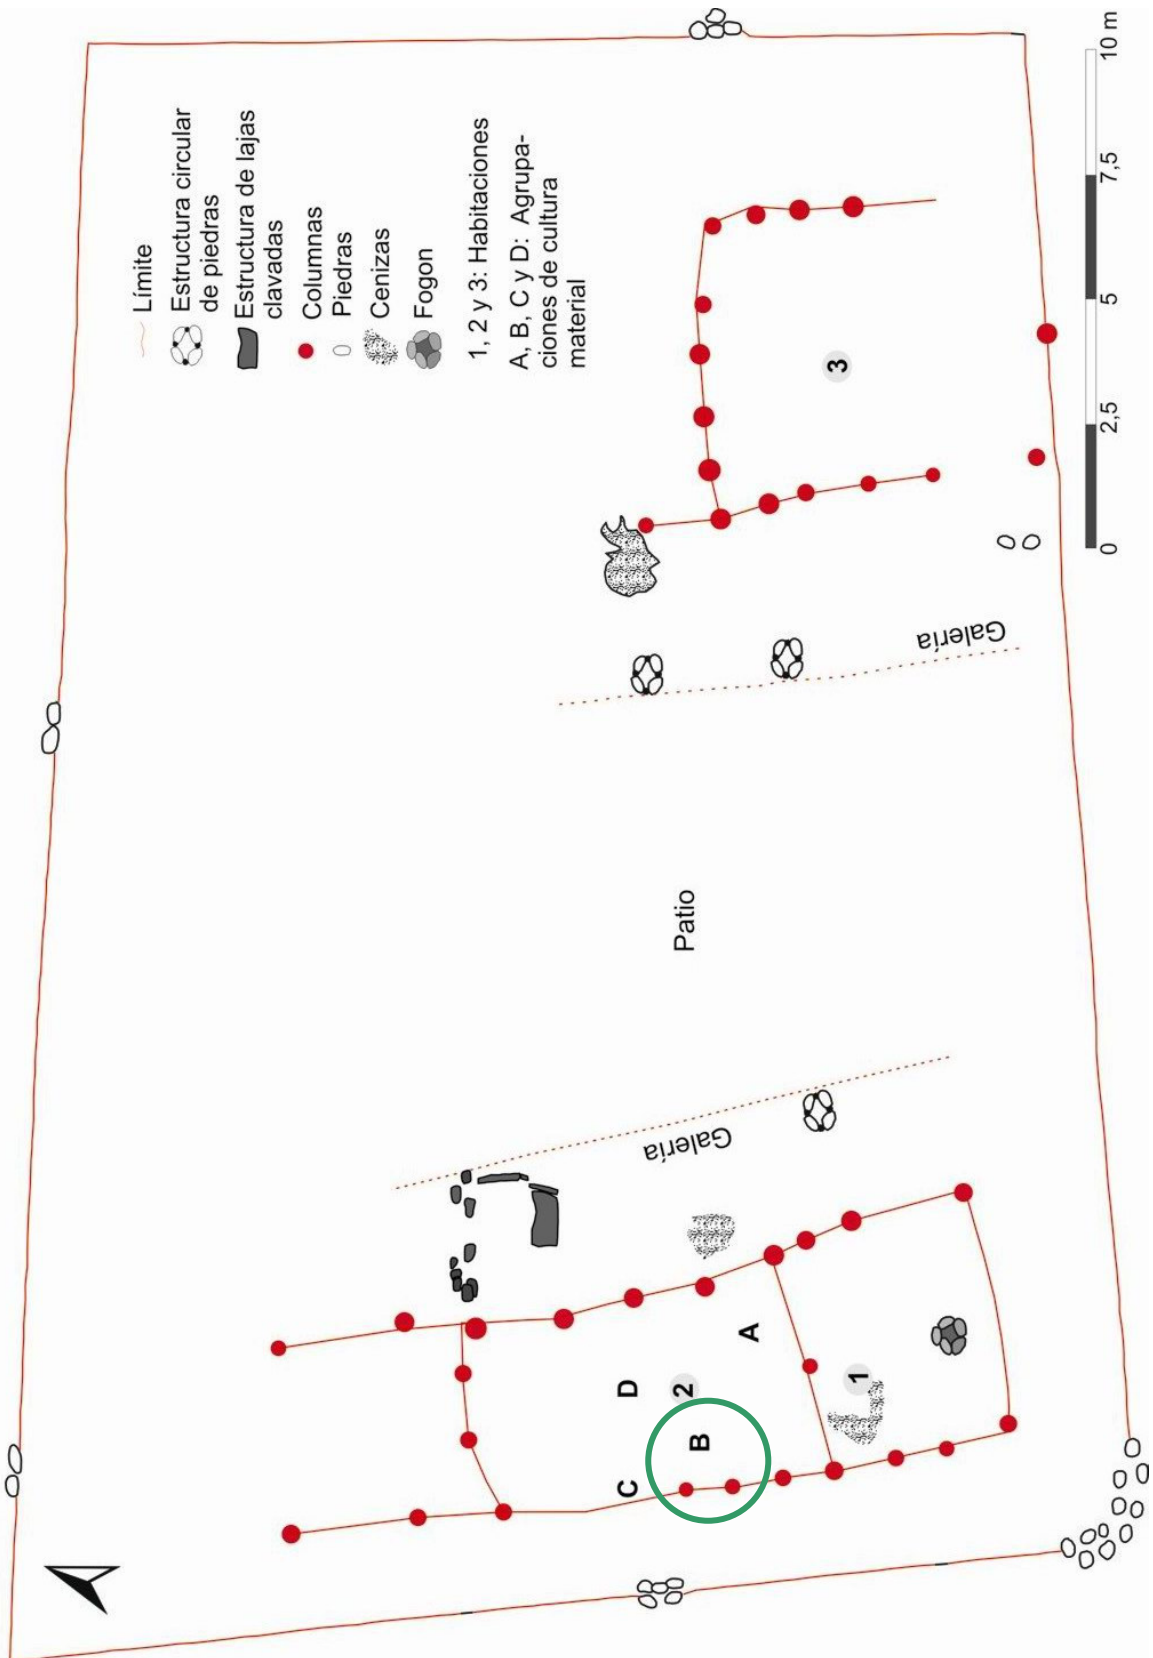 Límite
Estructura circular
de piedras
Estructura de lajas
clavadas
Columnas
Piedras
Cenizas
Fogon
1, 2 y 3: Habitaciones
A, B, C y D: Agrupa-
ciones de cultura
material
C
D
B
2
A
1
Galería
Patio
Galería
3
0
2,5
5
7,5
10 m